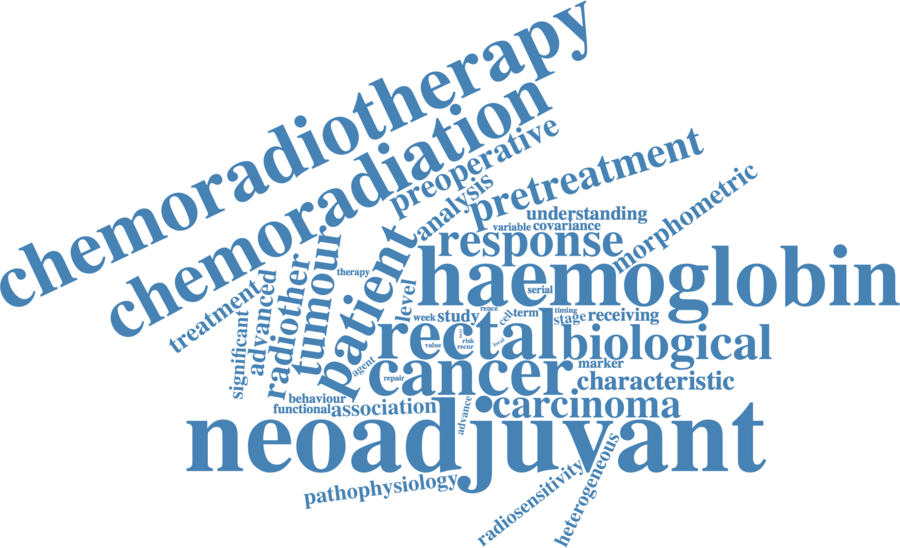 chemoradiotherapy
chemoradiation
preoperative
analysis
pretreatment
understanding
variable
covariance
morphometric
response
haemoglobin
treatment
significant
advanced
radiother
tumour
therapy
patient
level
serial
week
study
rence
cell
term
timing
stage
receiving
rectal
value
risk
recur
local
biological
agent
repair
cancer
marker
characteristic
behaviour
functional
association
advance
carcinoma
neoadjuvant
pathophysiology
radiosensitivity
heterogeneous